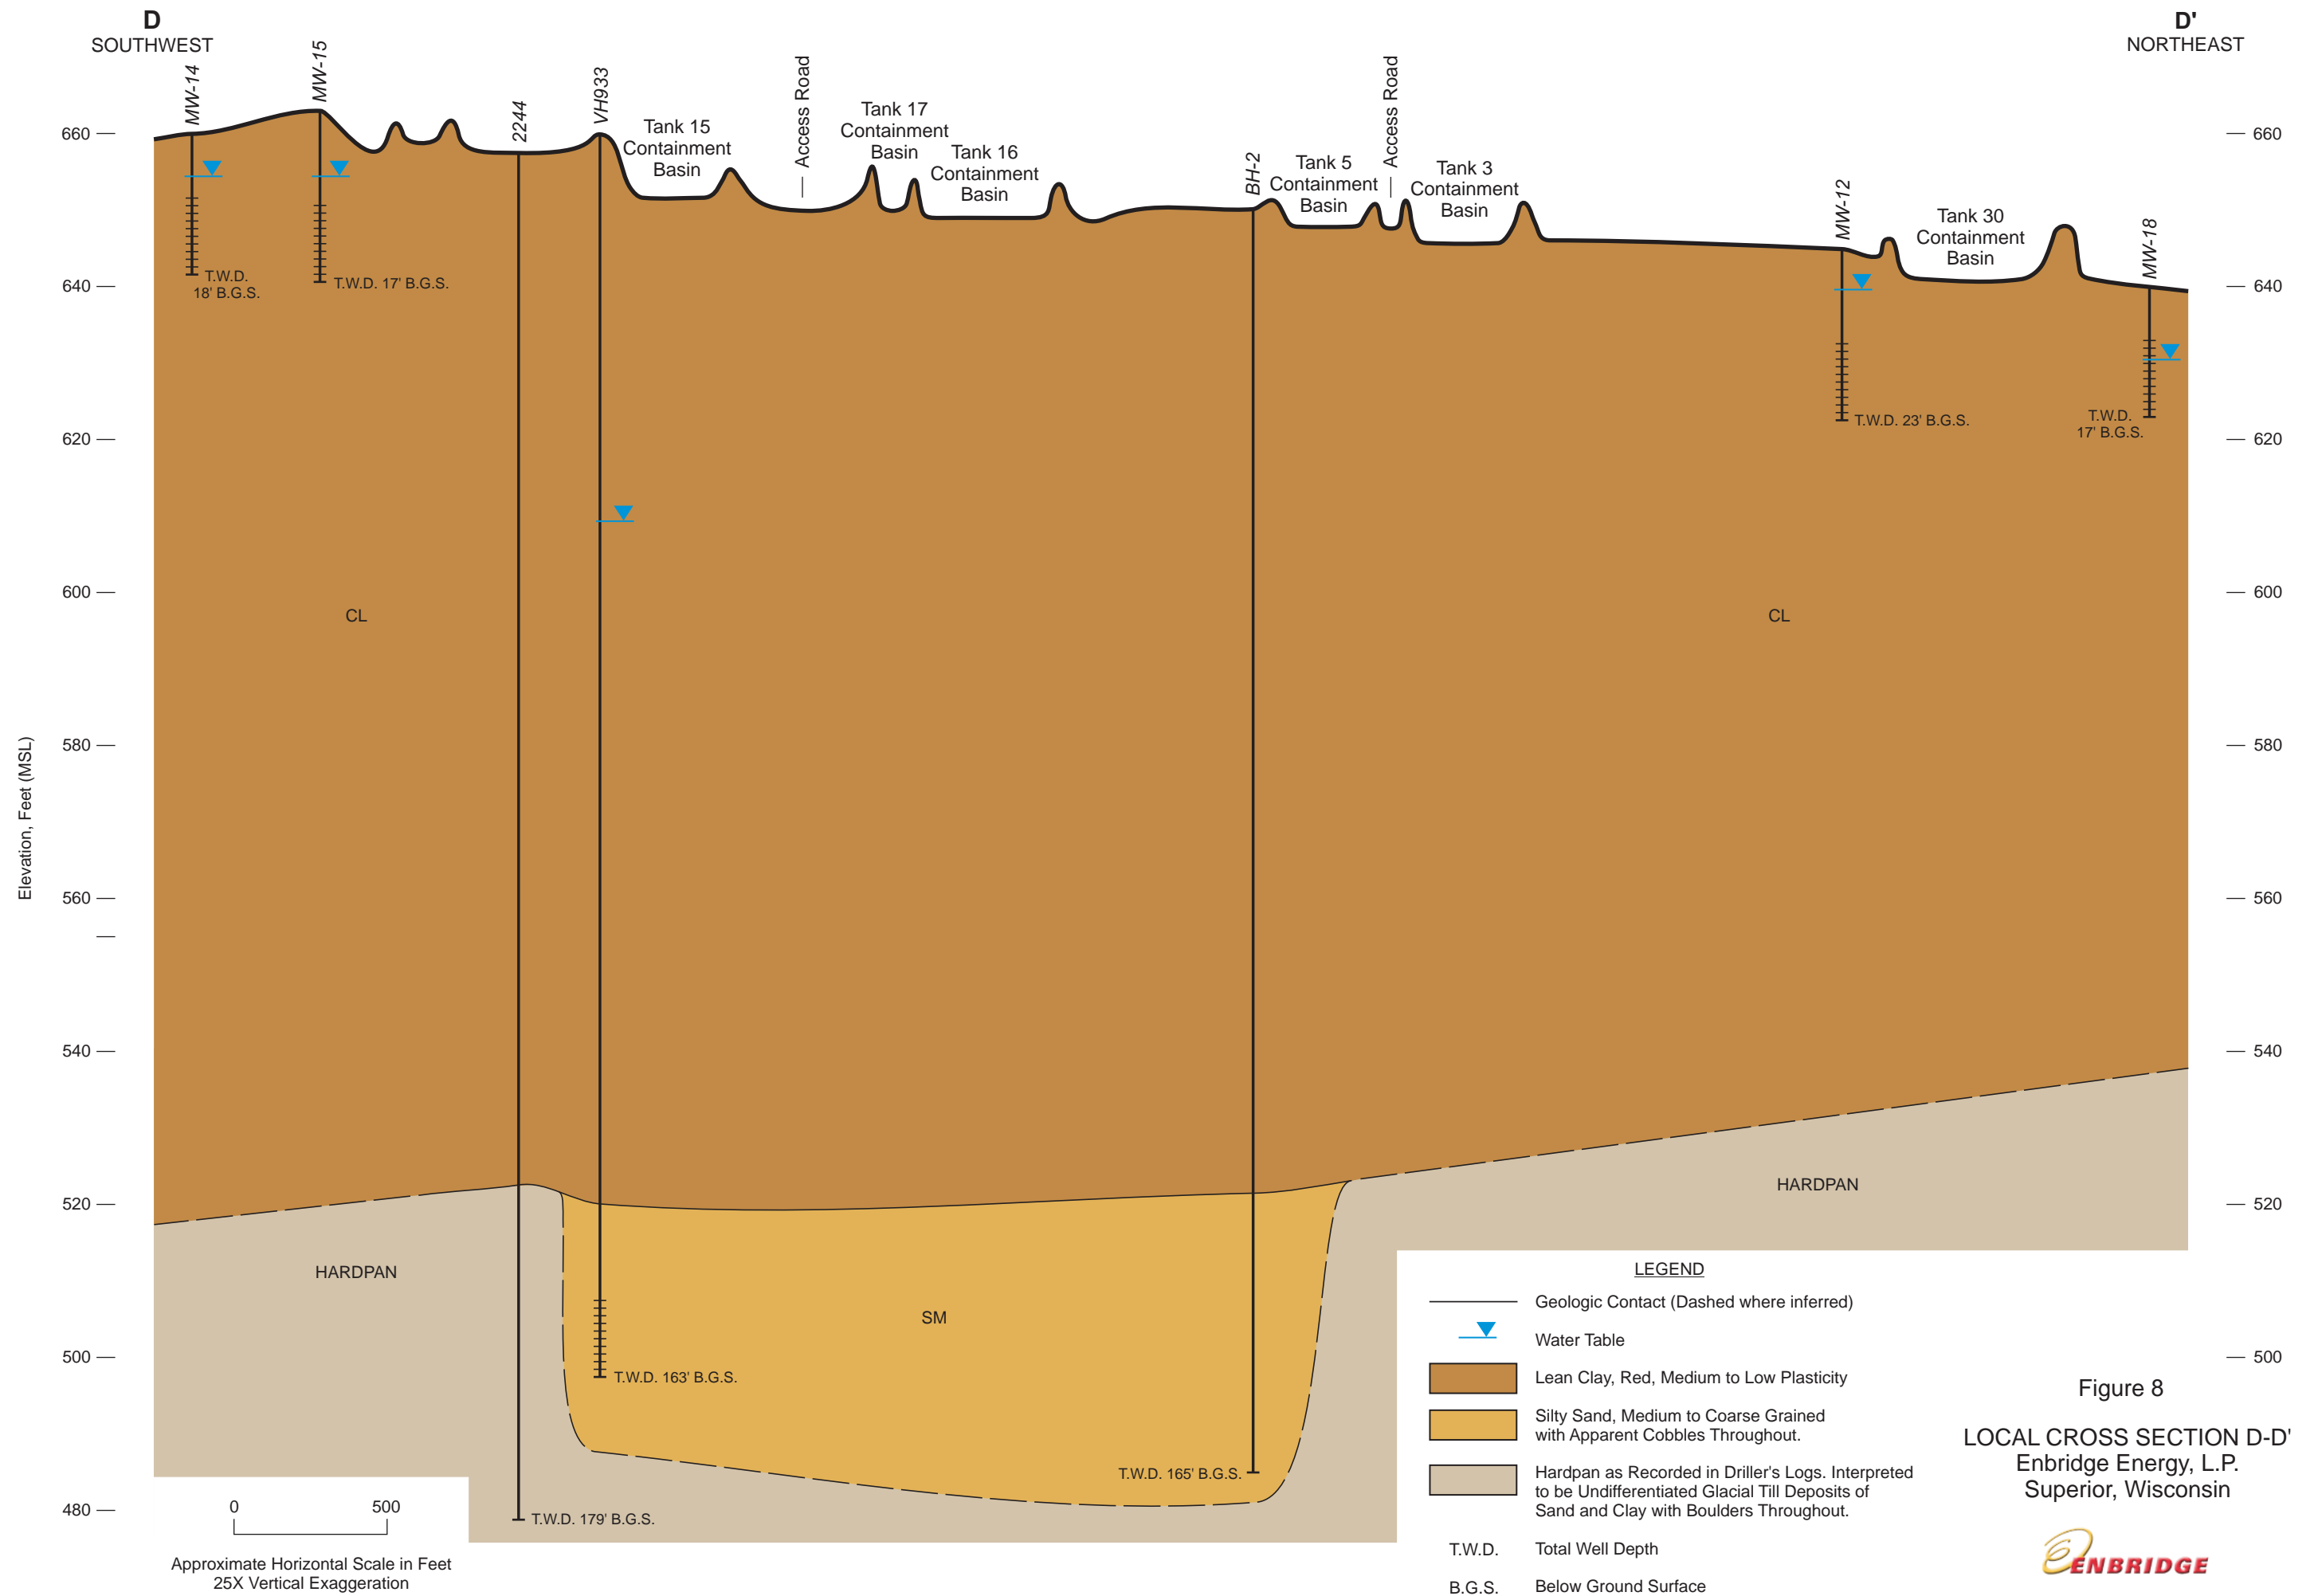 D
SOUTHWEST
D'
NORTHEAST
MW-14
MW-15
2244
VH933
Tank 15
Containment
Basin
Access Road
Tank 17
Containment
Basin
Tank 16
Containment
Basin
BH-2
Tank 5
Containment
Basin
Access Road
Tank 3
Containment
Basin
MW-12
Tank 30
Containment
Basin
MW-18
660
660
640
640
T.W.D.
18' B.G.S.
T.W.D. 17' B.G.S.
T.W.D. 23' B.G.S.
T.W.D.
17' B.G.S.
620
620
600
600
CL
CL
Elevation, Feet (MSL)
580
580
560
560
540
540
520
520
HARDPAN
HARDPAN
SM
500
500
T.W.D. 163' B.G.S.
T.W.D. 165' B.G.S.
480
T.W.D. 179' B.G.S.
0 500
Approximate Horizontal Scale in Feet
25X Vertical Exaggeration
LEGEND
Geologic Contact (Dashed where inferred)
Water Table
Lean Clay, Red, Medium to Low Plasticity
Silty Sand, Medium to Coarse Grained
with Apparent Cobbles Throughout.
Hardpan as Recorded in Driller's Logs. Interpreted
to be Undifferentiated Glacial Till Deposits of
Sand and Clay with Boulders Throughout.
T.W.D. Total Well Depth
B.G.S. Below Ground Surface
Figure 8
LOCAL CROSS SECTION D-D'
Enbridge Energy, L.P.
Superior, Wisconsin
ENBRIDGE